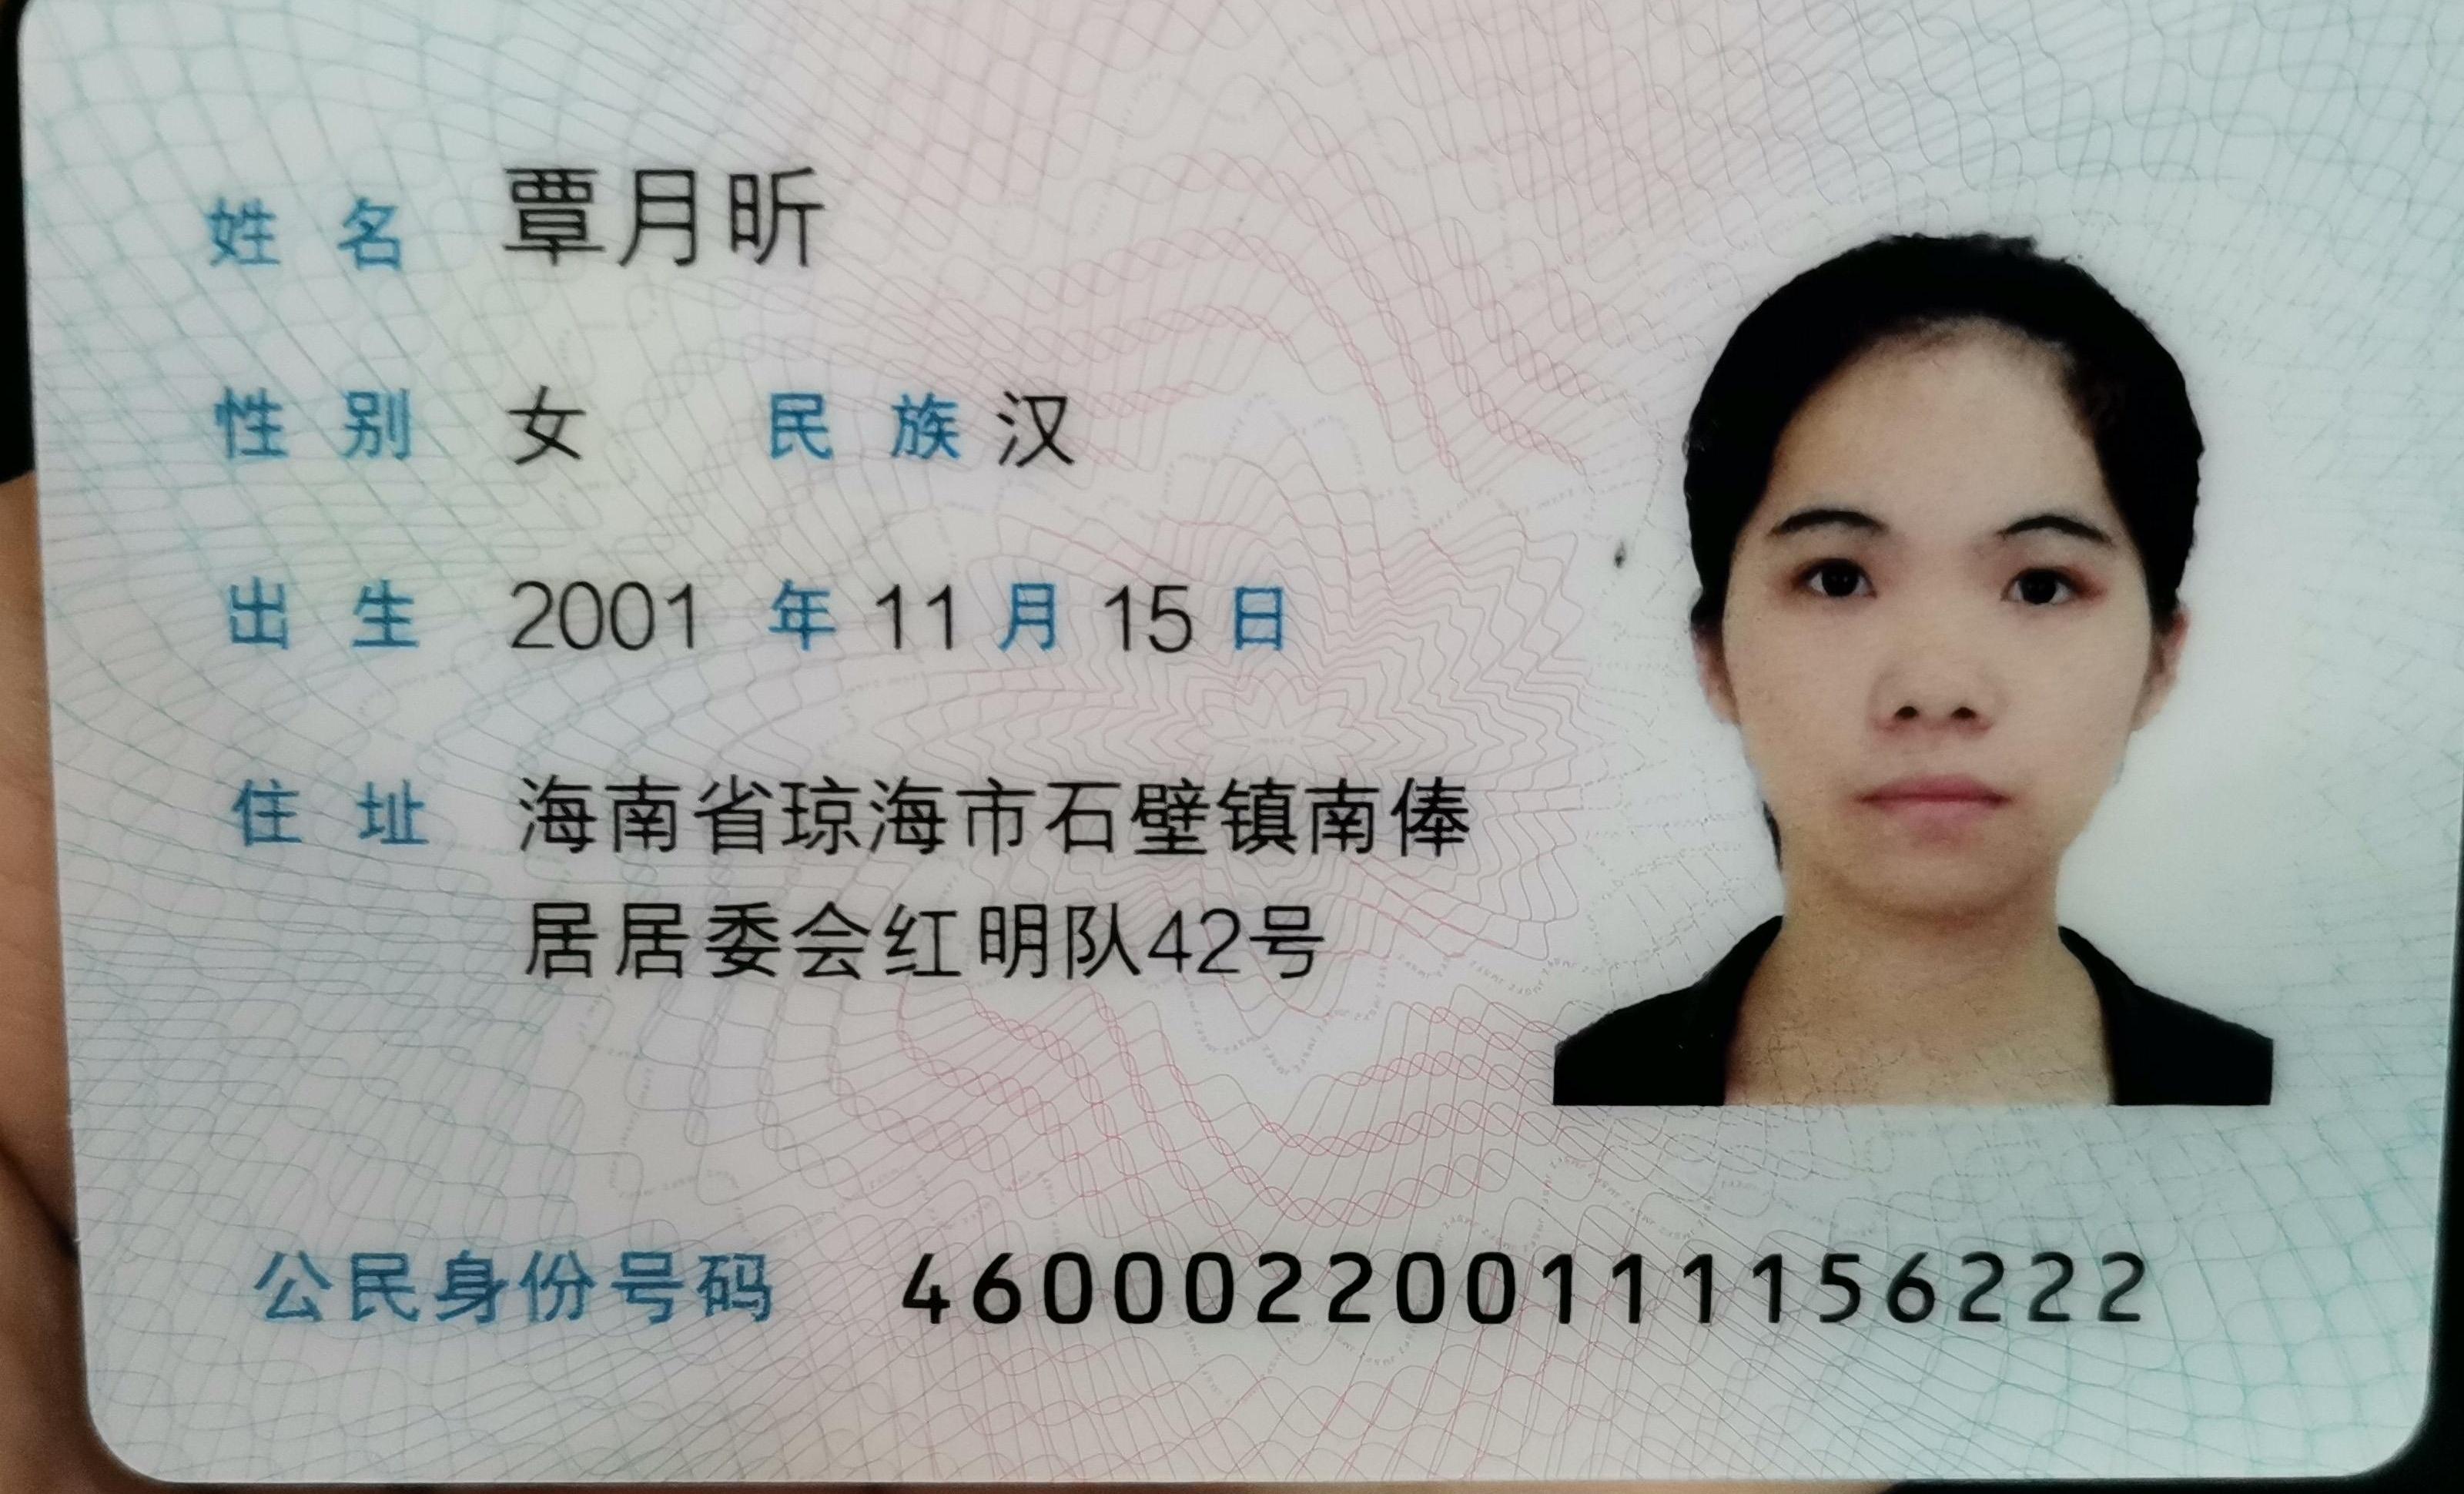 姓名 覃月昕
性别 女 民族 汉
出生 2001 年 11 月 15 日
住址 海南省琼海市石壁镇南俸
居居委会红明队42号
公民身份号码 460002200111156222